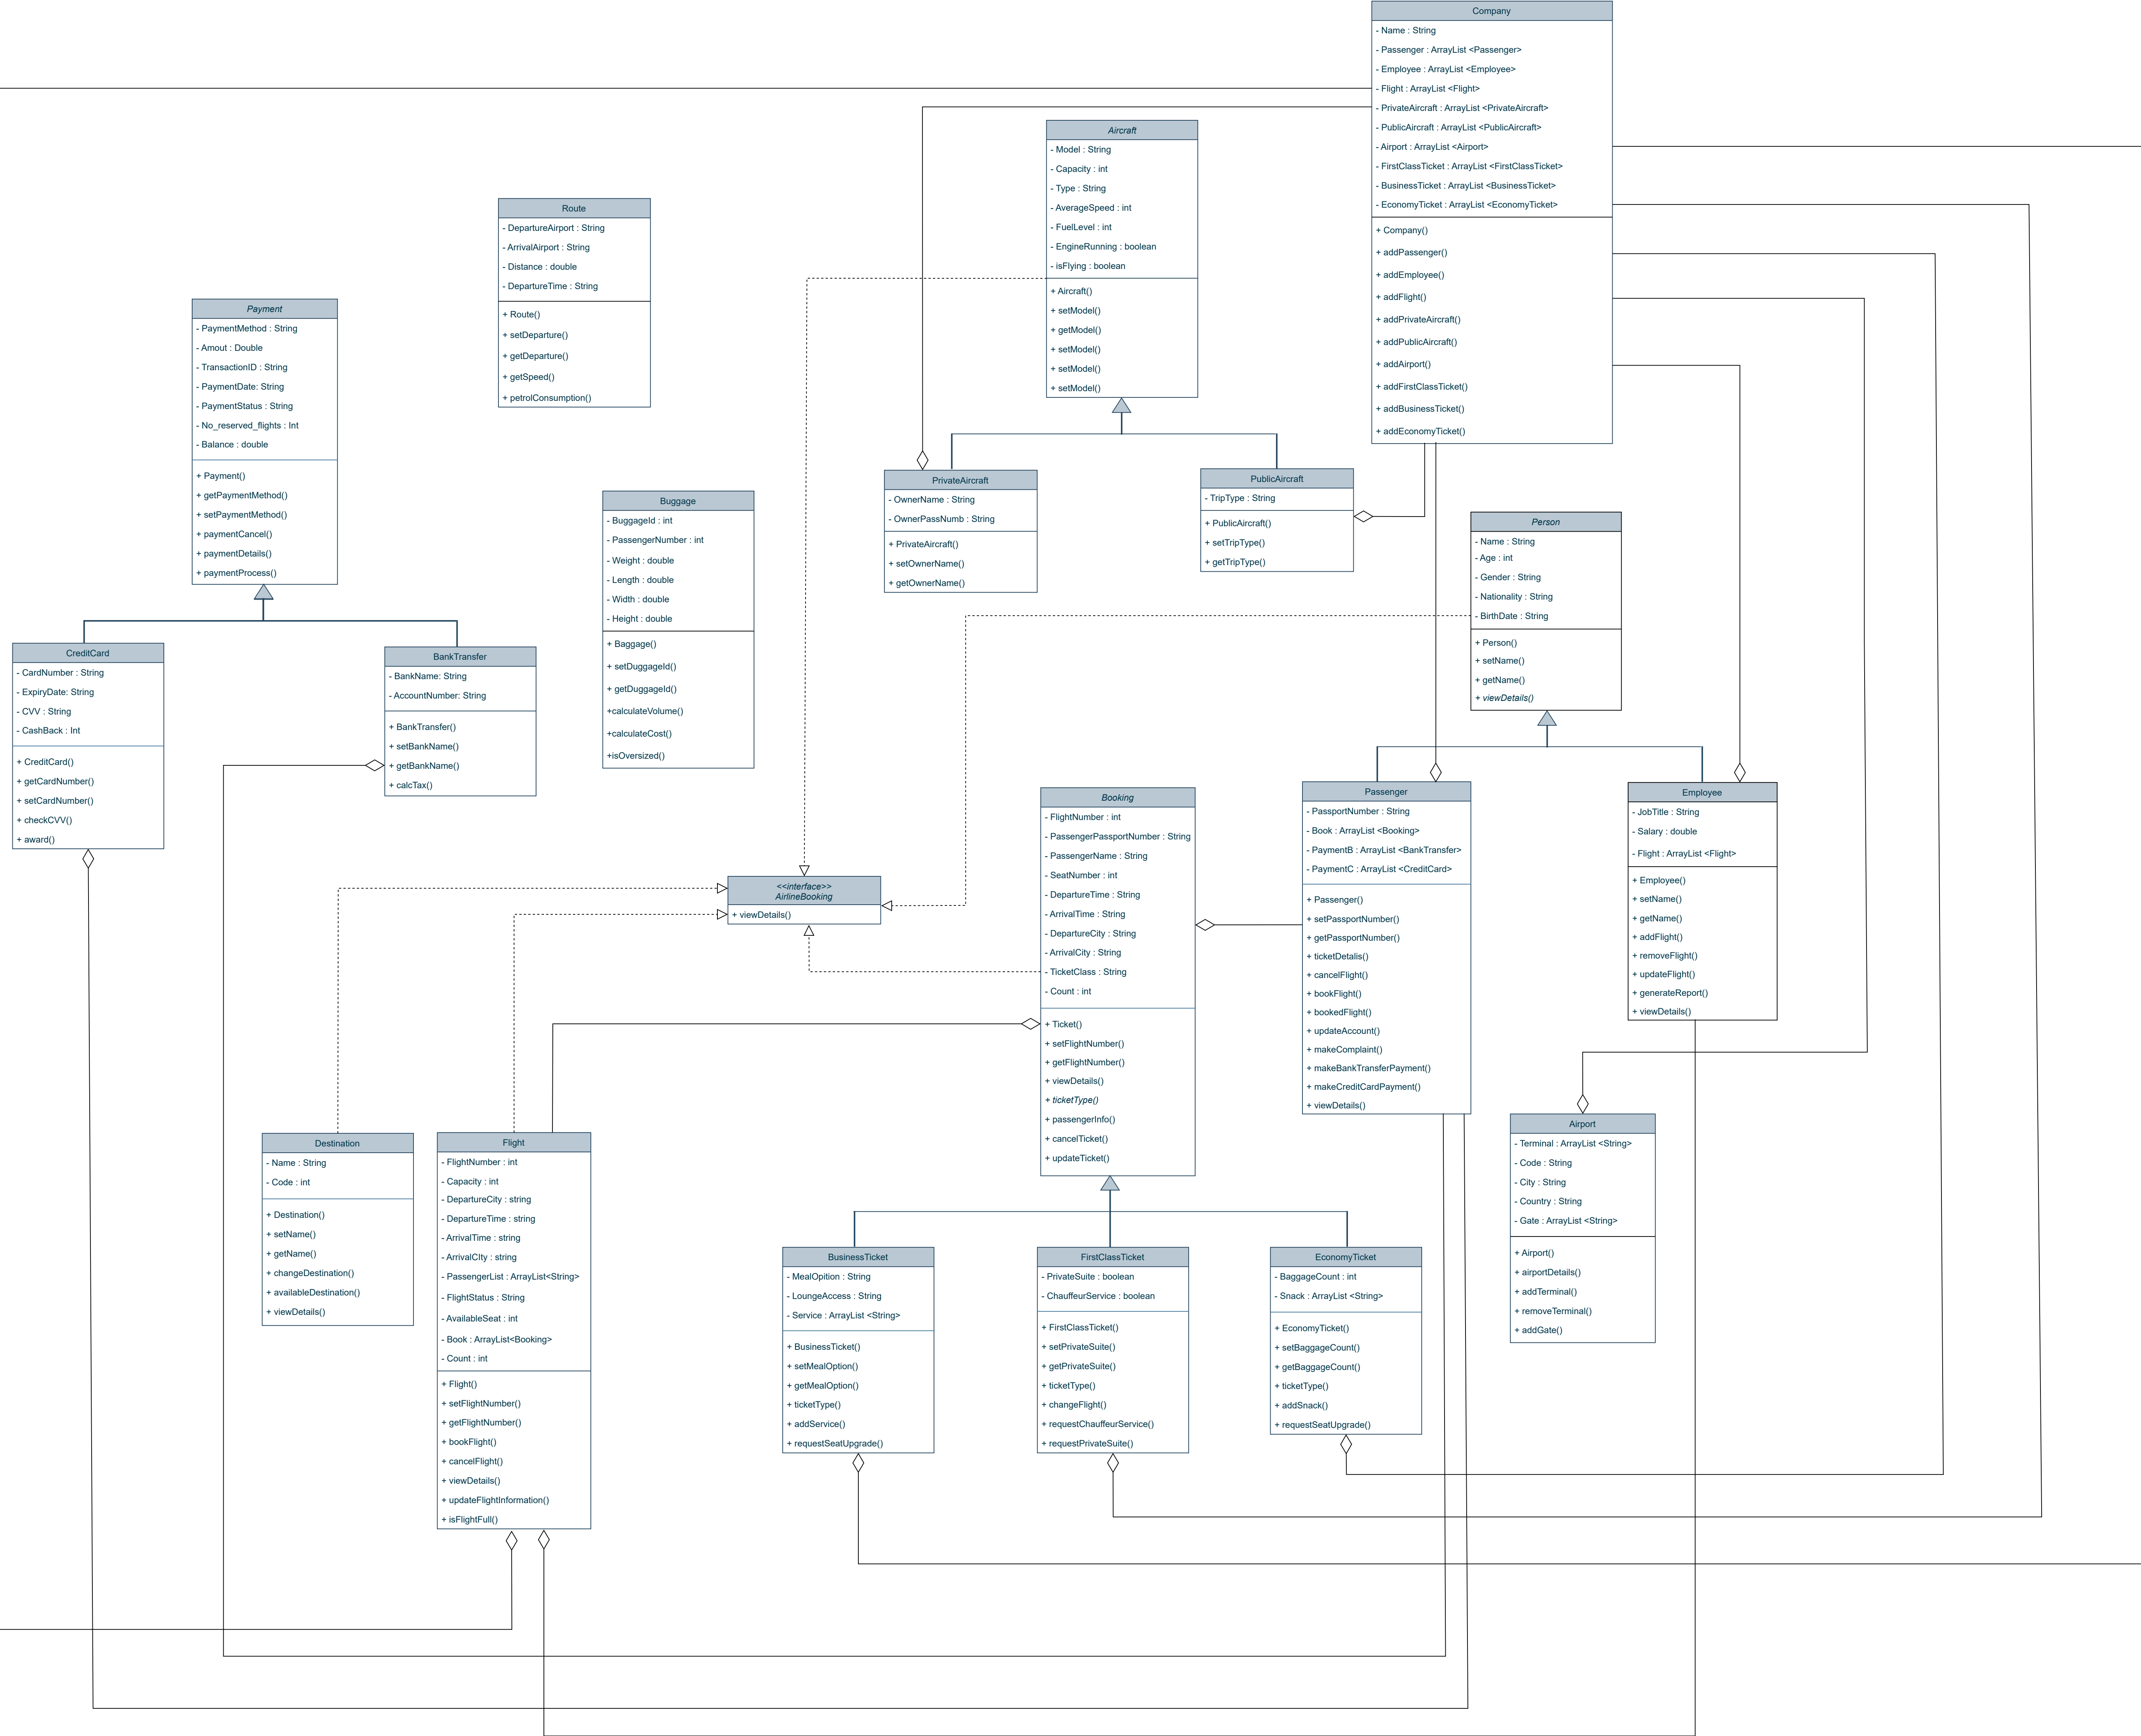 Company
- Name : String
- Passenger : ArrayList <Passenger>
- Employee : ArrayList <Employee>
- Flight : ArrayList <Flight>
- PrivateAircraft : ArrayList <PrivateAircraft>
- PublicAircraft : ArrayList <PublicAircraft>
- Airport : ArrayList <Airport>
- FirstClassTicket : ArrayList <FirstClassTicket>
- BusinessTicket : ArrayList <BusinessTicket>
- EconomyTicket : ArrayList <EconomyTicket>
+ Company()
+ addPassenger()
+ addEmployee()
+ addFlight()
+ addPrivateAircraft()
+ addPublicAircraft()
+ addAirport()
+ addFirstClassTicket()
+ addBusinessTicket()
+ addEconomyTicket()
Aircraft
- Model : String
- Capacity : int
- Type : String
- AverageSpeed : int
- FuelLevel : int
- EngineRunning : boolean
- isFlying : boolean
+ Aircraft()
+ setModel()
+ getModel()
+ setModel()
+ setModel()
+ setModel()
Route
- DepartureAirport : String
- ArrivalAirport : String
- Distance : double
- DepartureTime : String
+ Route()
+ setDeparture()
+ getDeparture()
+ getSpeed()
+ petrolConsumption()
Payment
- PaymentMethod : String
- Amout : Double
- TransactionID : String
- PaymentDate: String
- PaymentStatus : String
- No_reserved_flights : Int
- Balance : double
+ Payment()
+ getPaymentMethod()
+ setPaymentMethod()
+ paymentCancel()
+ paymentDetails()
+ paymentProcess()
Buggage
- BuggageId : int
- PassengerNumber : int
- Weight : double
- Length : double
- Width : double
- Height : double
+ Baggage()
+ setDuggageId()
+ getDuggageId()
+calculateVolume()
+calculateCost()
+isOversized()
PrivateAircraft
- OwnerName : String
- OwnerPassNumb : String
+ PrivateAircraft()
+ setOwnerName()
+ getOwnerName()
PublicAircraft
- TripType : String
+ PublicAircraft()
+ setTripType()
+ getTripType()
Person
- Name : String
- Age : int
- Gender : String
- Nationality : String
- BirthDate : String
+ Person()
+ setName()
+ getName()
+ viewDetails()
CreditCard
- CardNumber : String
- ExpiryDate: String
- CVV : String
- CashBack : Int
+ CreditCard()
+ getCardNumber()
+ setCardNumber()
+ checkCVV()
+ award()
BankTransfer
- BankName: String
- AccountNumber: String
+ BankTransfer()
+ setBankName()
+ getBankName()
+ calcTax()
<<interface>>
AirlineBooking
+ viewDetails()
Booking
- FlightNumber : int
- PassengerPassportNumber : String
- PassengerName : String
- SeatNumber : int
- DepartureTime : String
- ArrivalTime : String
- DepartureCity : String
- ArrivalCity : String
- TicketClass : String
- Count : int
+ Ticket()
+ setFlightNumber()
+ getFlightNumber()
+ viewDetails()
+ ticketType()
+ passengerInfo()
+ cancelTicket()
+ updateTicket()
Passenger
- PassportNumber : String
- Book : ArrayList <Booking>
- PaymentB : ArrayList <BankTransfer>
- PaymentC : ArrayList <CreditCard>
+ Passenger()
+ setPassportNumber()
+ getPassportNumber()
+ ticketDetalis()
+ cancelFlight()
+ bookFlight()
+ bookedFlight()
+ updateAccount()
+ makeComplaint()
+ makeBankTransferPayment()
+ makeCreditCardPayment()
+ viewDetails()
Employee
- JobTitle : String
- Salary : double
- Flight : ArrayList <Flight>
+ Employee()
+ setName()
+ getName()
+ addFlight()
+ removeFlight()
+ updateFlight()
+ generateReport()
+ viewDetails()
Destination
- Name : String
- Code : int
+ Destination()
+ setName()
+ getName()
+ changeDestination()
+ availableDestination()
+ viewDetails()
Flight
- FlightNumber : int
- Capacity : int
- DepartureCity : string
- DepartureTime : string
- ArrivalTime : string
- ArrivalCIty : string
- PassengerList : ArrayList<String>
- FlightStatus : String
- AvailableSeat : int
- Book : ArrayList<Booking>
- Count : int
+ Flight()
+ setFlightNumber()
+ getFlightNumber()
+ bookFlight()
+ cancelFlight()
+ viewDetails()
+ updateFlightInformation()
+ isFlightFull()
Airport
- Terminal : ArrayList <String>
- Code : String
- City : String
- Country : String
- Gate : ArrayList <String>
+ Airport()
+ airportDetails()
+ addTerminal()
+ removeTerminal()
+ addGate()
BusinessTicket
- MealOpition : String
- LoungeAccess : String
- Service : ArrayList <String>
+ BusinessTicket()
+ setMealOption()
+ getMealOption()
+ ticketType()
+ addService()
+ requestSeatUpgrade()
FirstClassTicket
- PrivateSuite : boolean
- ChauffeurService : boolean
+ FirstClassTicket()
+ setPrivateSuite()
+ getPrivateSuite()
+ ticketType()
+ changeFlight()
+ requestChauffeurService()
+ requestPrivateSuite()
EconomyTicket
- BaggageCount : int
- Snack : ArrayList <String>
+ EconomyTicket()
+ setBaggageCount()
+ getBaggageCount()
+ ticketType()
+ addSnack()
+ requestSeatUpgrade()